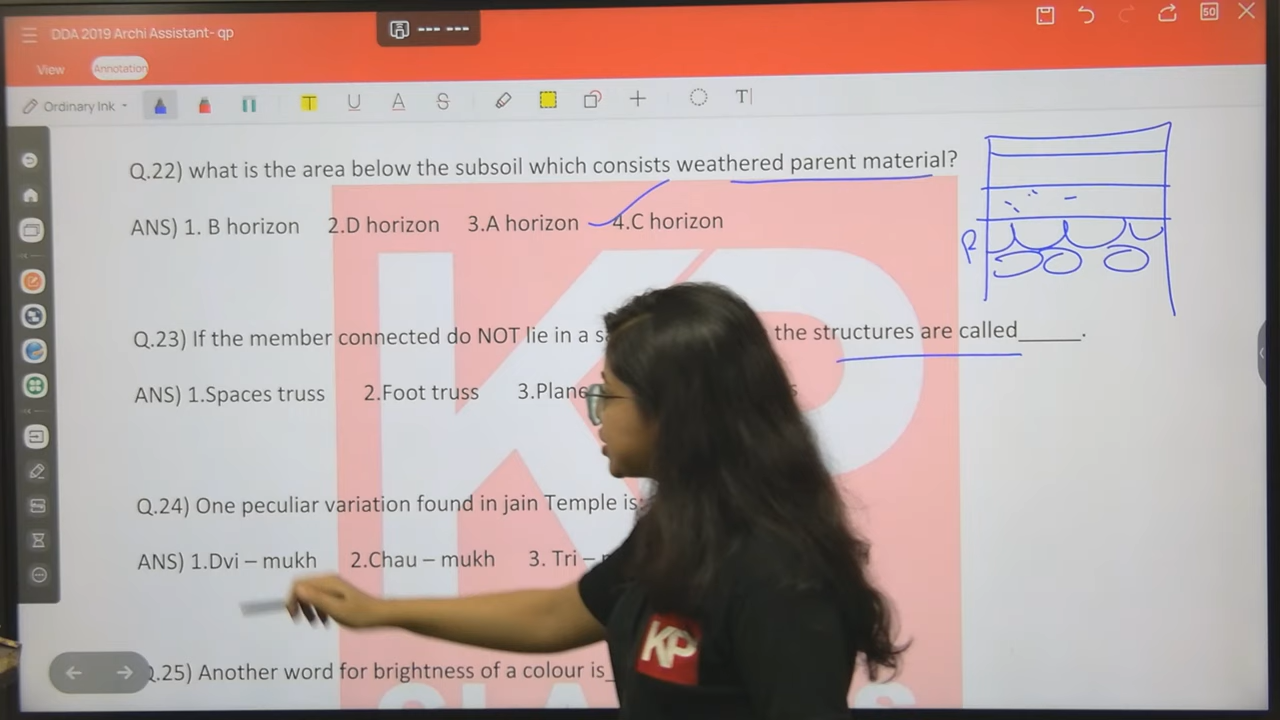 DDA 2019 Archi Assistant- qp
50
View
Annotation
Ordinary Ink
T U A S T
Q.22) what is the area below the subsoil which consists weathered parent material?
ANS) 1. B horizon 2.D horizon 3.A horizon 4.C horizon
R
Q.23) If the member connected do NOT lie in a the structures are called_____.
ANS) 1.Spaces truss 2.Foot truss 3.Plane
Q.24) One peculiar variation found in jain Temple is:
ANS) 1.Dvi – mukh 2.Chau – mukh 3. Tri –
Q.25) Another word for brightness of a colour is_
KP
KP